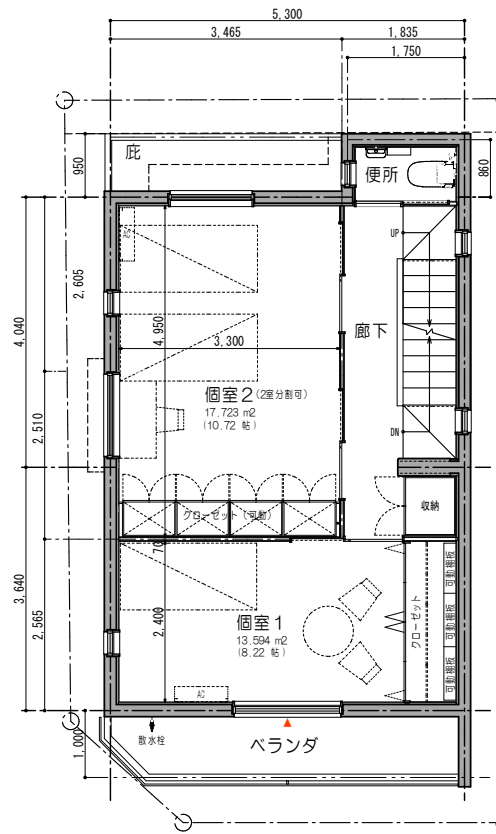 5,300
3,465
1,835
1,750
950
庇
便所
860
UP
AC
2,605
4,040
4,950
廊下
3,300
個室2(2室分割可)
17.723 m2
(10.72 帖)
2,510
DN
クローゼット (可動)
収納
70
3,640
2,565
2,400
個室1
13.594 m2
(8.22 帖)
クローゼット
可動棚板
可動棚板
可動棚板
AC
散水栓
ベランダ
1,000